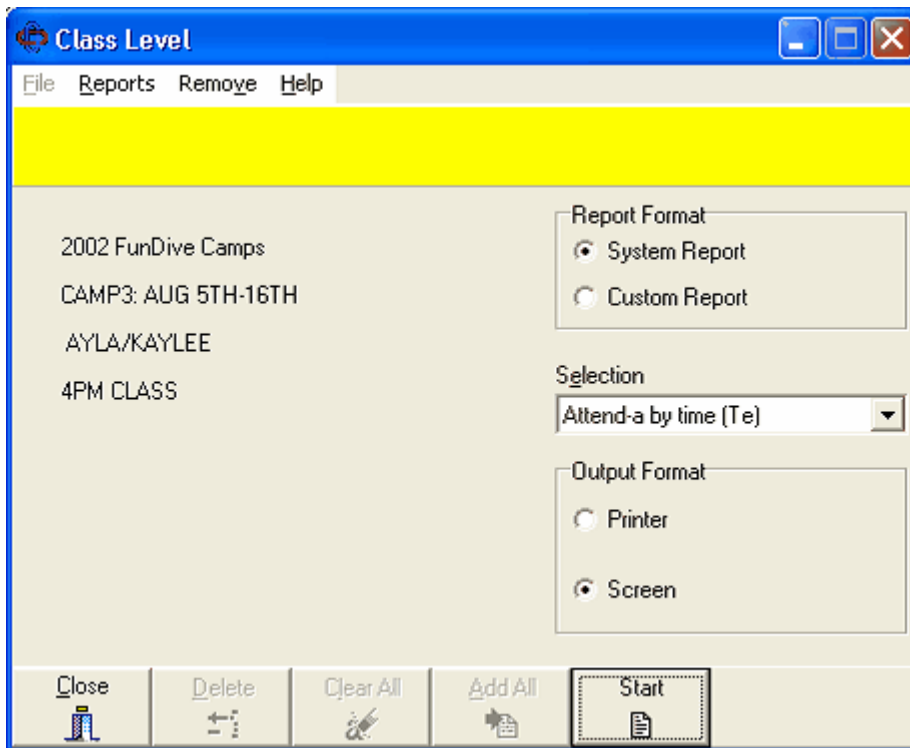 Class Level
File Reports Remove Help
2002 FunDive Camps
CAMP3: AUG 5TH-16TH
AYLA/KAYLEE
4PM CLASS
Report Format
System Report
Custom Report
Selection
Attend-a by time (Te)
Output Format
Printer
Screen
Close Delete Clear All Add All Start